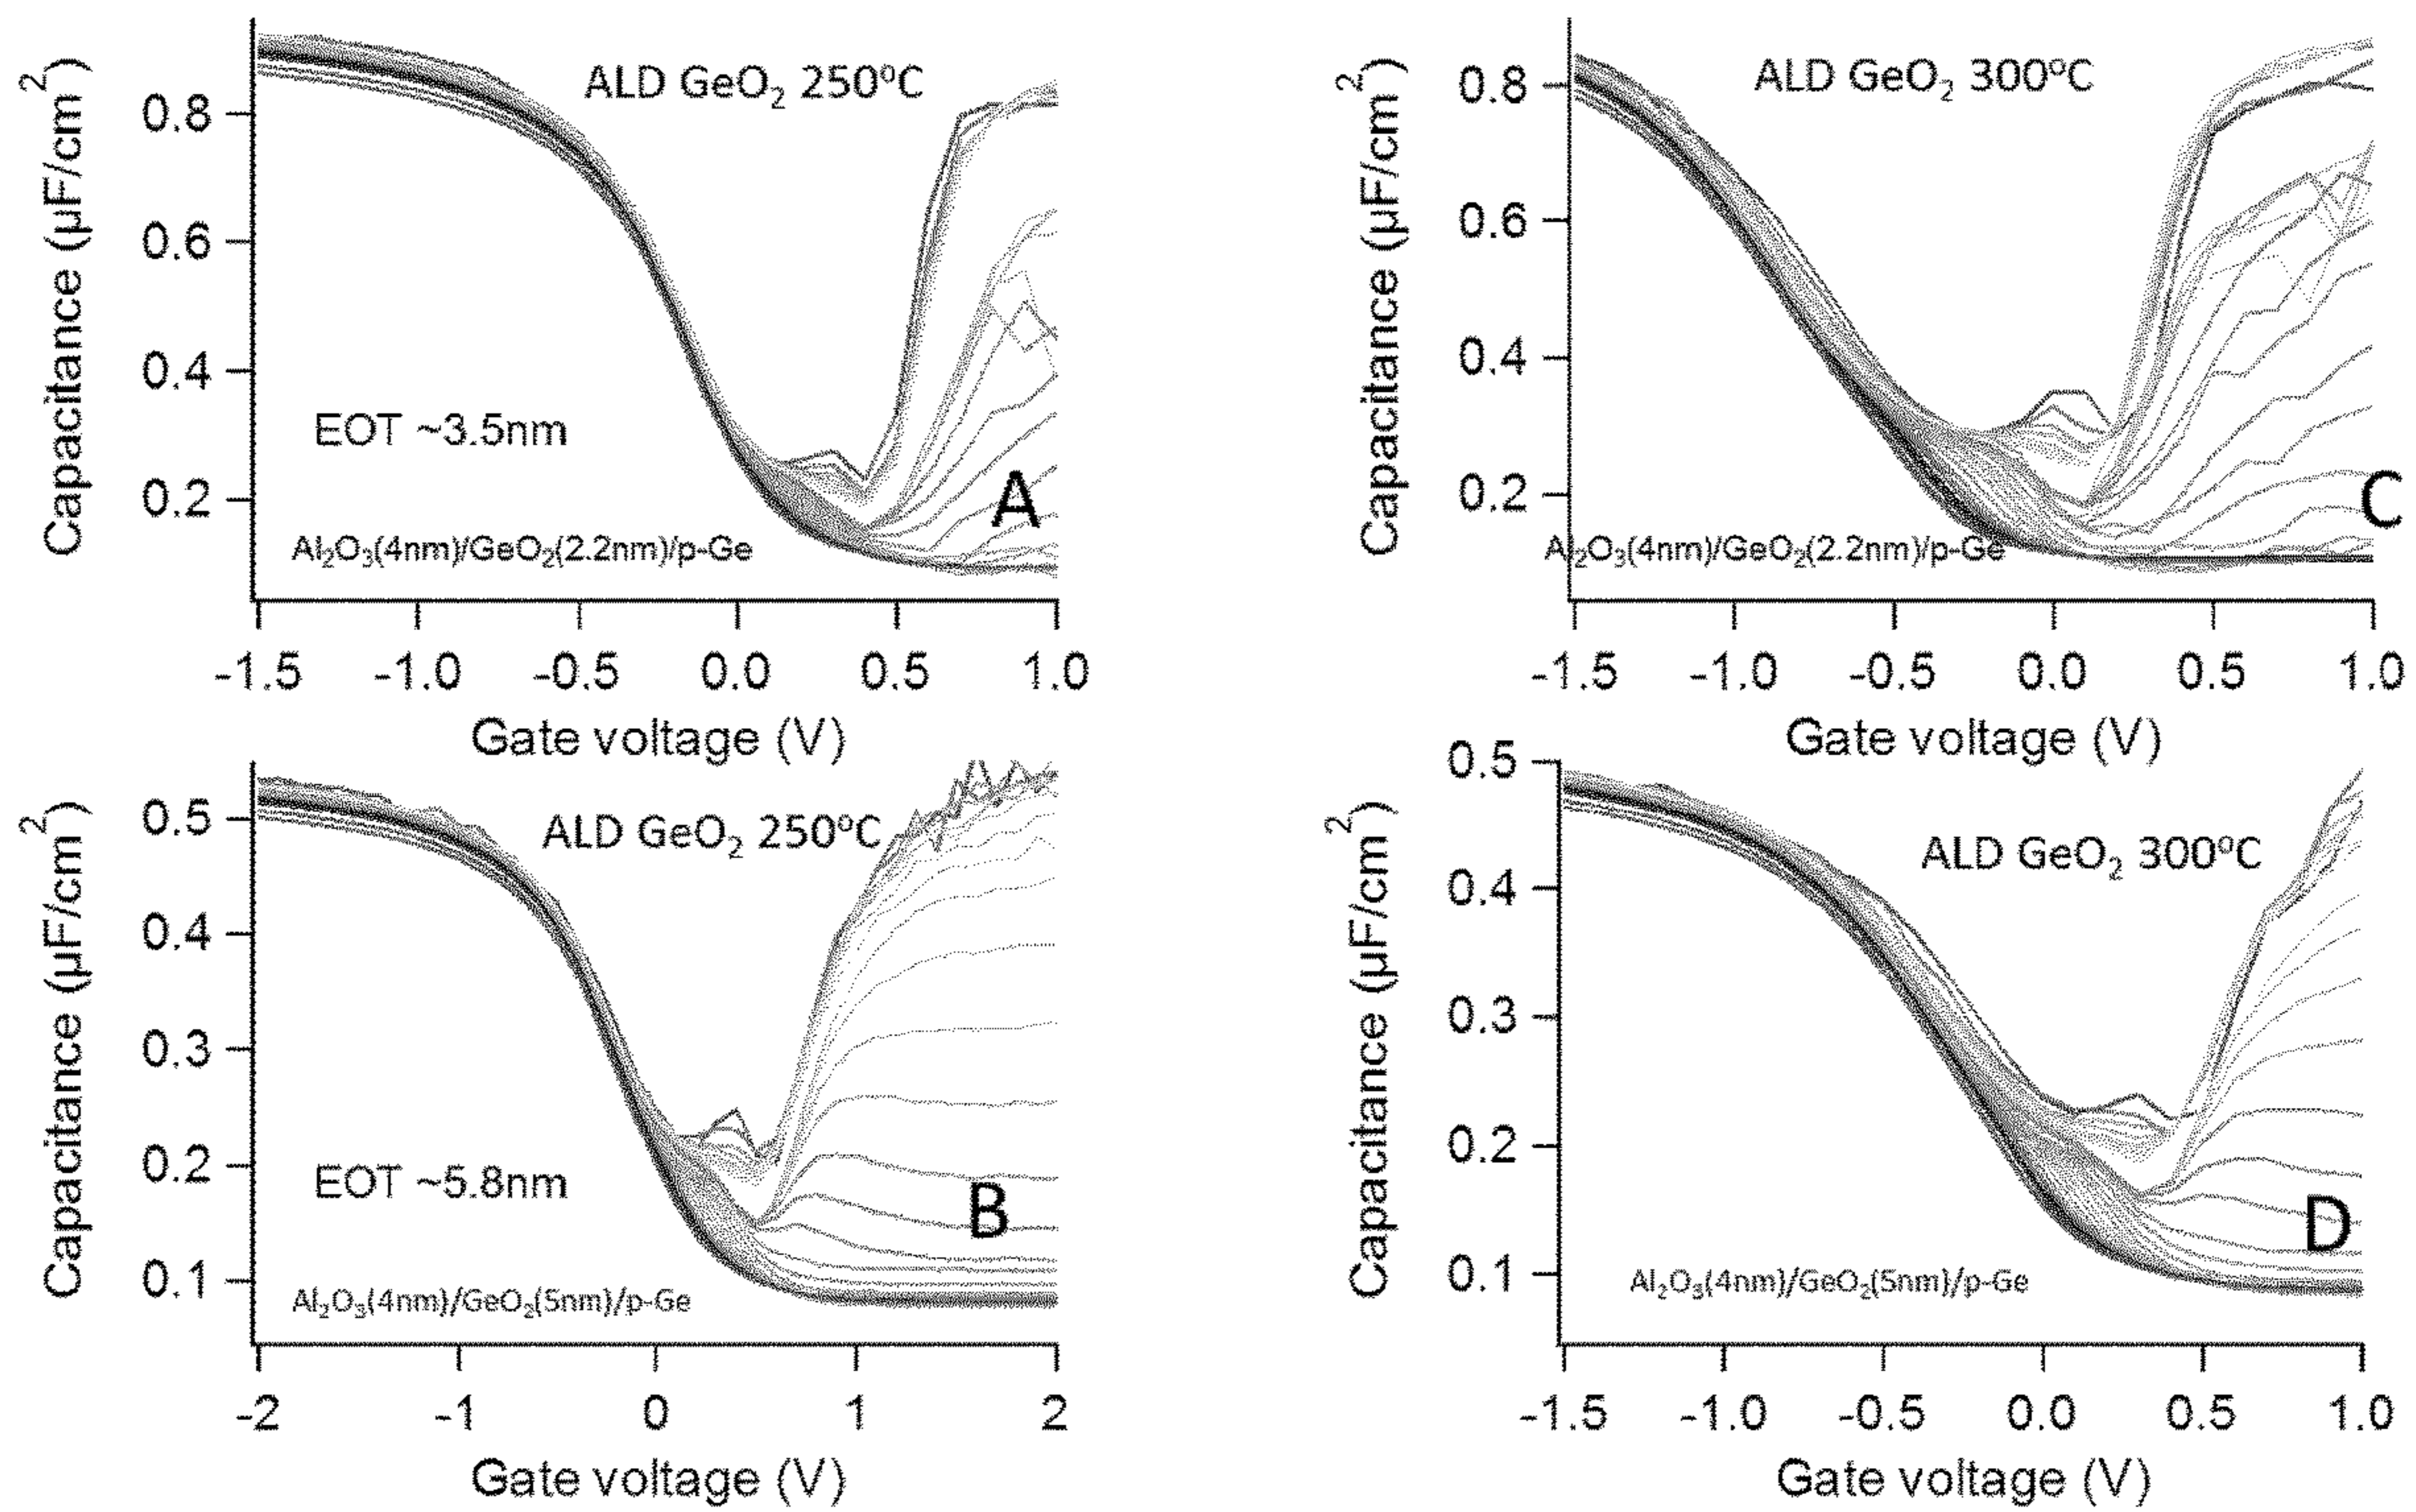 Capacitance (µF/cm²)
0.8
0.6
0.4
0.2
ALD GeO₂ 250ºC
EOT ~3.5nm
A
Al₂O₃(4nm)/GeO₂(2.2nm)/p-Ge
-1.5 -1.0 -0.5 0.0 0.5 1.0
Gate voltage (V)
Capacitance (µF/cm²)
0.8
0.6
0.4
0.2
ALD GeO₂ 300ºC
C
Al₂O₃(4nm)/GeO₂(2.2nm)/p-Ge
-1.5 -1.0 -0.5 0.0 0.5 1.0
Gate voltage (V)
Capacitance (µF/cm²)
0.5
0.4
0.3
0.2
0.1
ALD GeO₂ 250ºC
EOT ~5.8nm
B
Al₂O₃(4nm)/GeO₂(5nm)/p-Ge
-2 -1 0 1 2
Gate voltage (V)
Capacitance (µF/cm²)
0.5
0.4
0.3
0.2
0.1
ALD GeO₂ 300ºC
D
Al₂O₃(4nm)/GeO₂(5nm)/p-Ge
-1.5 -1.0 -0.5 0.0 0.5 1.0
Gate voltage (V)